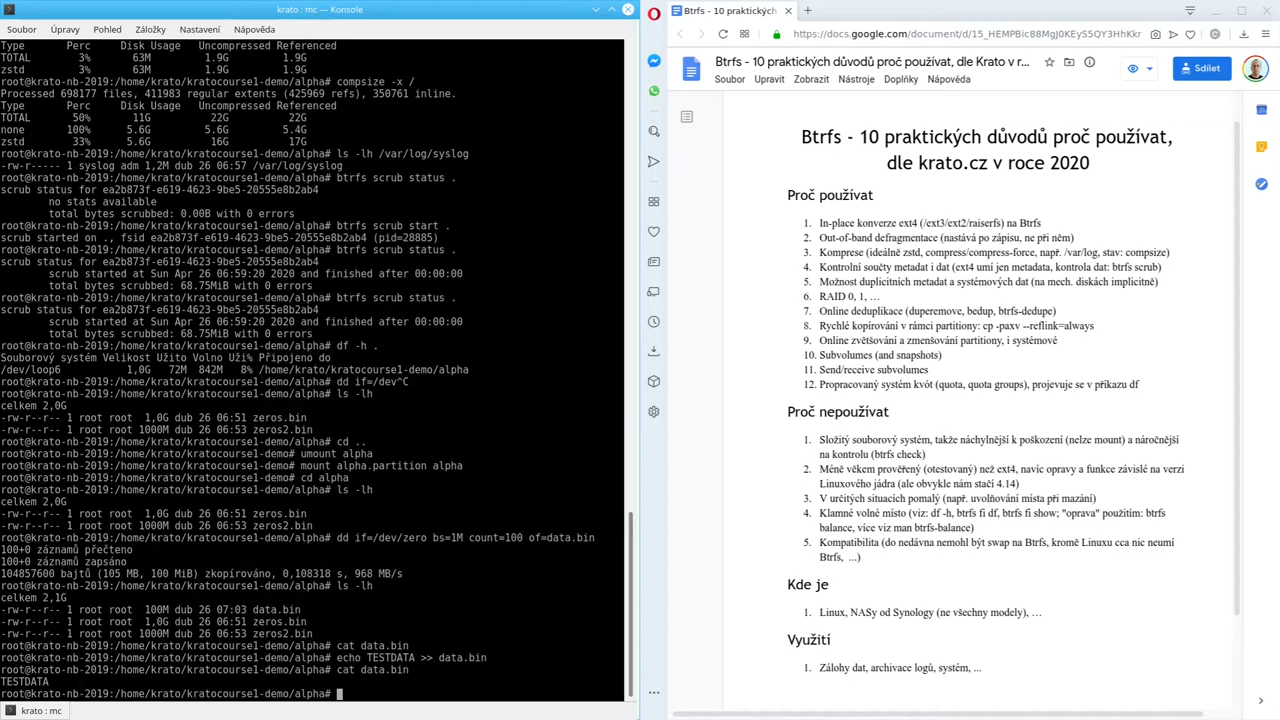 krato : mc — Konsole
Soubor Úpravy Pohled Záložky Nastavení Nápověda
Type Perc Disk Usage Uncompressed Referenced
TOTAL 3% 63M 1.9G 1.9G
zstd 3% 63M 1.9G 1.9G
root@krato-nb-2019:/home/krato/kratocourse1-demo/alpha# compsize -x /
Processed 698177 files, 411983 regular extents (425969 refs), 350761 inline.
Type Perc Disk Usage Uncompressed Referenced
TOTAL 50% 11G 22G 22G
none 100% 5.6G 5.6G 5.4G
zstd 33% 5.6G 16G 17G
root@krato-nb-2019:/home/krato/kratocourse1-demo/alpha# ls -lh /var/log/syslog
-rw-r----- 1 syslog adm 1,2M dub 26 06:57 /var/log/syslog
root@krato-nb-2019:/home/krato/kratocourse1-demo/alpha# btrfs scrub status .
scrub status for ea2b873f-e619-4623-9be5-20555e8b2ab4
no stats available
total bytes scrubbed: 0.00B with 0 errors
root@krato-nb-2019:/home/krato/kratocourse1-demo/alpha# btrfs scrub start .
scrub started on ., fsid ea2b873f-e619-4623-9be5-20555e8b2ab4 (pid=28885)
root@krato-nb-2019:/home/krato/kratocourse1-demo/alpha# btrfs scrub status .
scrub status for ea2b873f-e619-4623-9be5-20555e8b2ab4
scrub started at Sun Apr 26 06:59:20 2020 and finished after 00:00:00
total bytes scrubbed: 68.75MiB with 0 errors
root@krato-nb-2019:/home/krato/kratocourse1-demo/alpha# btrfs scrub status .
scrub status for ea2b873f-e619-4623-9be5-20555e8b2ab4
scrub started at Sun Apr 26 06:59:20 2020 and finished after 00:00:00
total bytes scrubbed: 68.75MiB with 0 errors
root@krato-nb-2019:/home/krato/kratocourse1-demo/alpha# df -h .
Souborový systém Velikost Užito Volno Uži% Připojeno do
/dev/loop6 1,0G 72M 842M 8% /home/krato/kratocourse1-demo/alpha
root@krato-nb-2019:/home/krato/kratocourse1-demo/alpha# dd if=/dev^C
root@krato-nb-2019:/home/krato/kratocourse1-demo/alpha# ls -lh
celkem 2,0G
-rw-r--r-- 1 root root 1,0G dub 26 06:51 zeros.bin
-rw-r--r-- 1 root root 1000M dub 26 06:53 zeros2.bin
root@krato-nb-2019:/home/krato/kratocourse1-demo/alpha# cd ..
root@krato-nb-2019:/home/krato/kratocourse1-demo# umount alpha
root@krato-nb-2019:/home/krato/kratocourse1-demo# mount alpha.partition alpha
root@krato-nb-2019:/home/krato/kratocourse1-demo# cd alpha
root@krato-nb-2019:/home/krato/kratocourse1-demo/alpha# ls -lh
celkem 2,0G
-rw-r--r-- 1 root root 1,0G dub 26 06:51 zeros.bin
-rw-r--r-- 1 root root 1000M dub 26 06:53 zeros2.bin
root@krato-nb-2019:/home/krato/kratocourse1-demo/alpha# dd if=/dev/zero bs=1M count=100 of=data.bin
100+0 záznamů přečteno
100+0 záznamů zapsáno
104857600 bajtů (105 MB, 100 MiB) zkopírováno, 0,108318 s, 968 MB/s
root@krato-nb-2019:/home/krato/kratocourse1-demo/alpha# ls -lh
celkem 2,1G
-rw-r--r-- 1 root root 100M dub 26 07:03 data.bin
-rw-r--r-- 1 root root 1,0G dub 26 06:51 zeros.bin
-rw-r--r-- 1 root root 1000M dub 26 06:53 zeros2.bin
root@krato-nb-2019:/home/krato/kratocourse1-demo/alpha# cat data.bin
root@krato-nb-2019:/home/krato/kratocourse1-demo/alpha# echo TESTDATA >> data.bin
root@krato-nb-2019:/home/krato/kratocourse1-demo/alpha# cat data.bin
TESTDATA
root@krato-nb-2019:/home/krato/kratocourse1-demo/alpha#
krato : mc
Btrfs - 10 praktických
Btrfs - 10 praktických důvodů proč používat, dle Krato v r...
Soubor Upravit Zobrazit Nástroje Doplňky Nápověda
Sdílet
Btrfs - 10 praktických důvodů proč používat,
dle krato.cz v roce 2020
Proč používat
1. In-place konverze ext4 (/ext3/ext2/raiserfs) na Btrfs
2. Out-of-band defragmentace (nastává po zápisu, ne při něm)
3. Komprese (ideálně zstd, compress/compress-force, např. /var/log, stav: compsize)
4. Kontrolní součty metadat i dat (ext4 umí jen metadata, kontrola dat: btrfs scrub)
5. Možnost duplicitních metadat a systémových dat (na mech. diskách implicitně)
6. RAID 0, 1, …
7. Online deduplikace (duperemove, bedup, btrfs-dedupe)
8. Rychlé kopírování v rámci partition: cp -paxv --reflink=always
9. Online zvětšování a zmenšování partition, i systémové
10. Subvolumes (and snapshots)
11. Send/receive subvolumes
12. Propracovaný systém kvót (quota, quota groups), projevuje se v příkazu df
Proč nepoužívat
1. Složitý souborový systém, takže náchylnější k poškození (nelze mount) a náročnější
na kontrolu (btrfs check)
2. Méně věkem prověřený (otestovaný) než ext4, navíc opravy a funkce závislé na verzi
Linuxového jádra (ale obvykle nám stačí 4.14)
3. V určitých situacích pomalý (např. uvolňování místa při mazání)
4. Klamné volné místo (viz: df -h, btrfs fi df, btrfs fi show; "oprava" použitím: btrfs
balance, více viz man btrfs-balance)
5. Kompatibilita (do nedávna nemohl být swap na Btrfs, kromě Linuxu cca nic neumí
Btrfs, ...)
Kde je
1. Linux, NASy od Synology (ne všechny modely), …
Využití
1. Zálohy dat, archivace logů, systém, ...